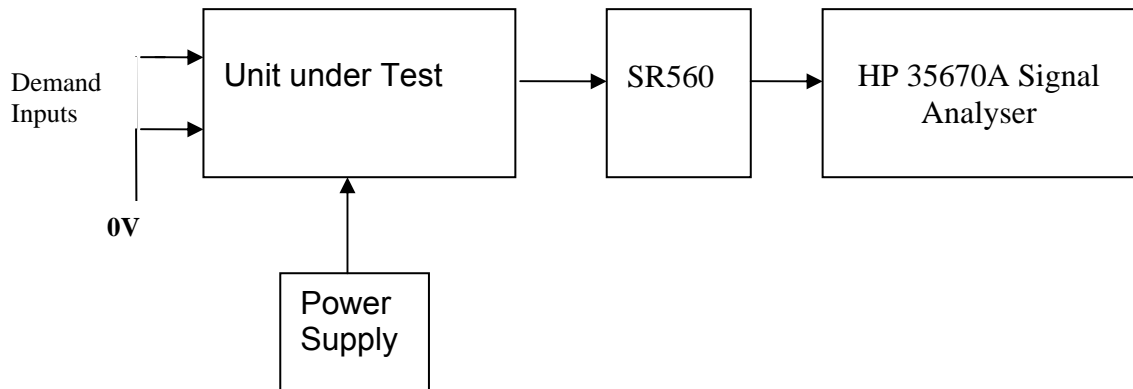 Demand
Inputs
0V
Unit under Test
SR560
HP 35670A Signal
Analyser
Power
Supply